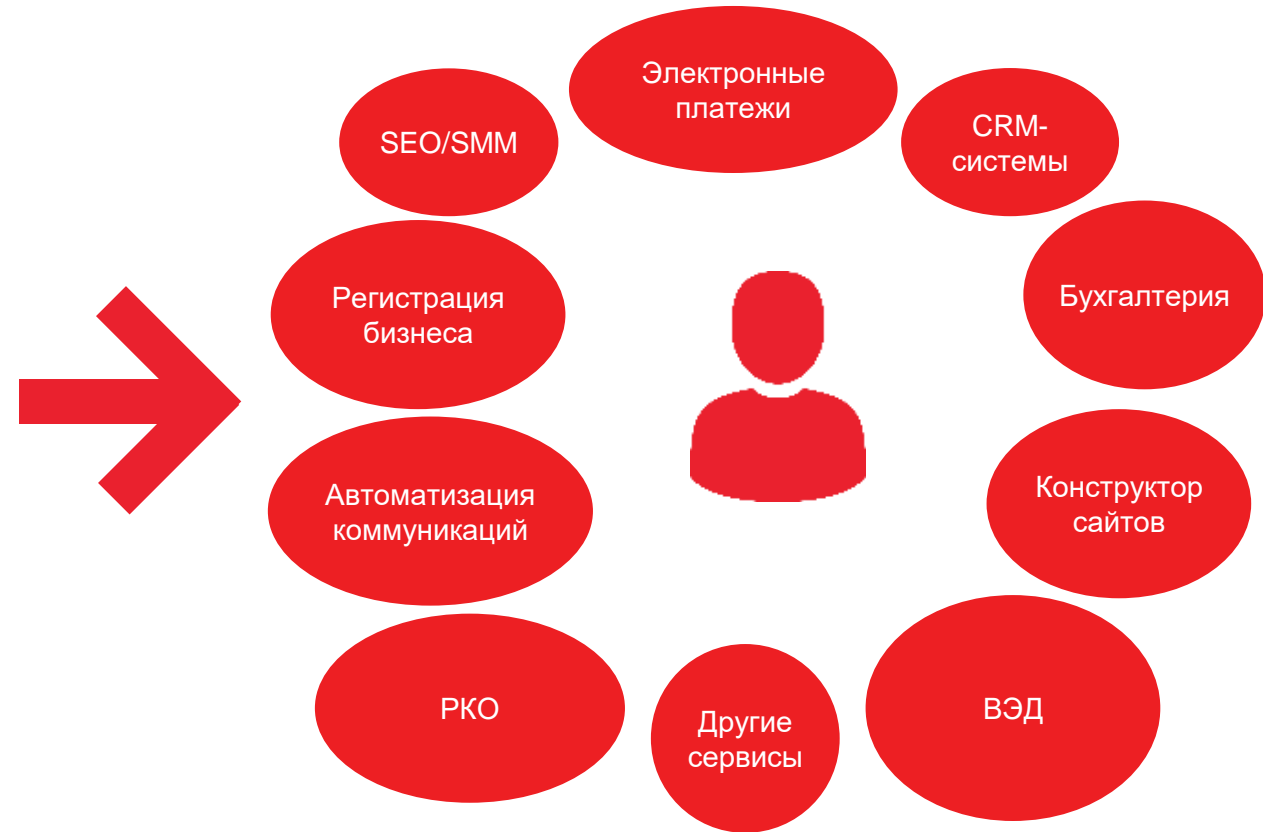 Электронные
платежи
SEO/SMM
CRM-
системы
Регистрация
бизнеса
Бухгалтерия
Автоматизация
коммуникаций
Конструктор
сайтов
РКО
Другие
сервисы
ВЭД